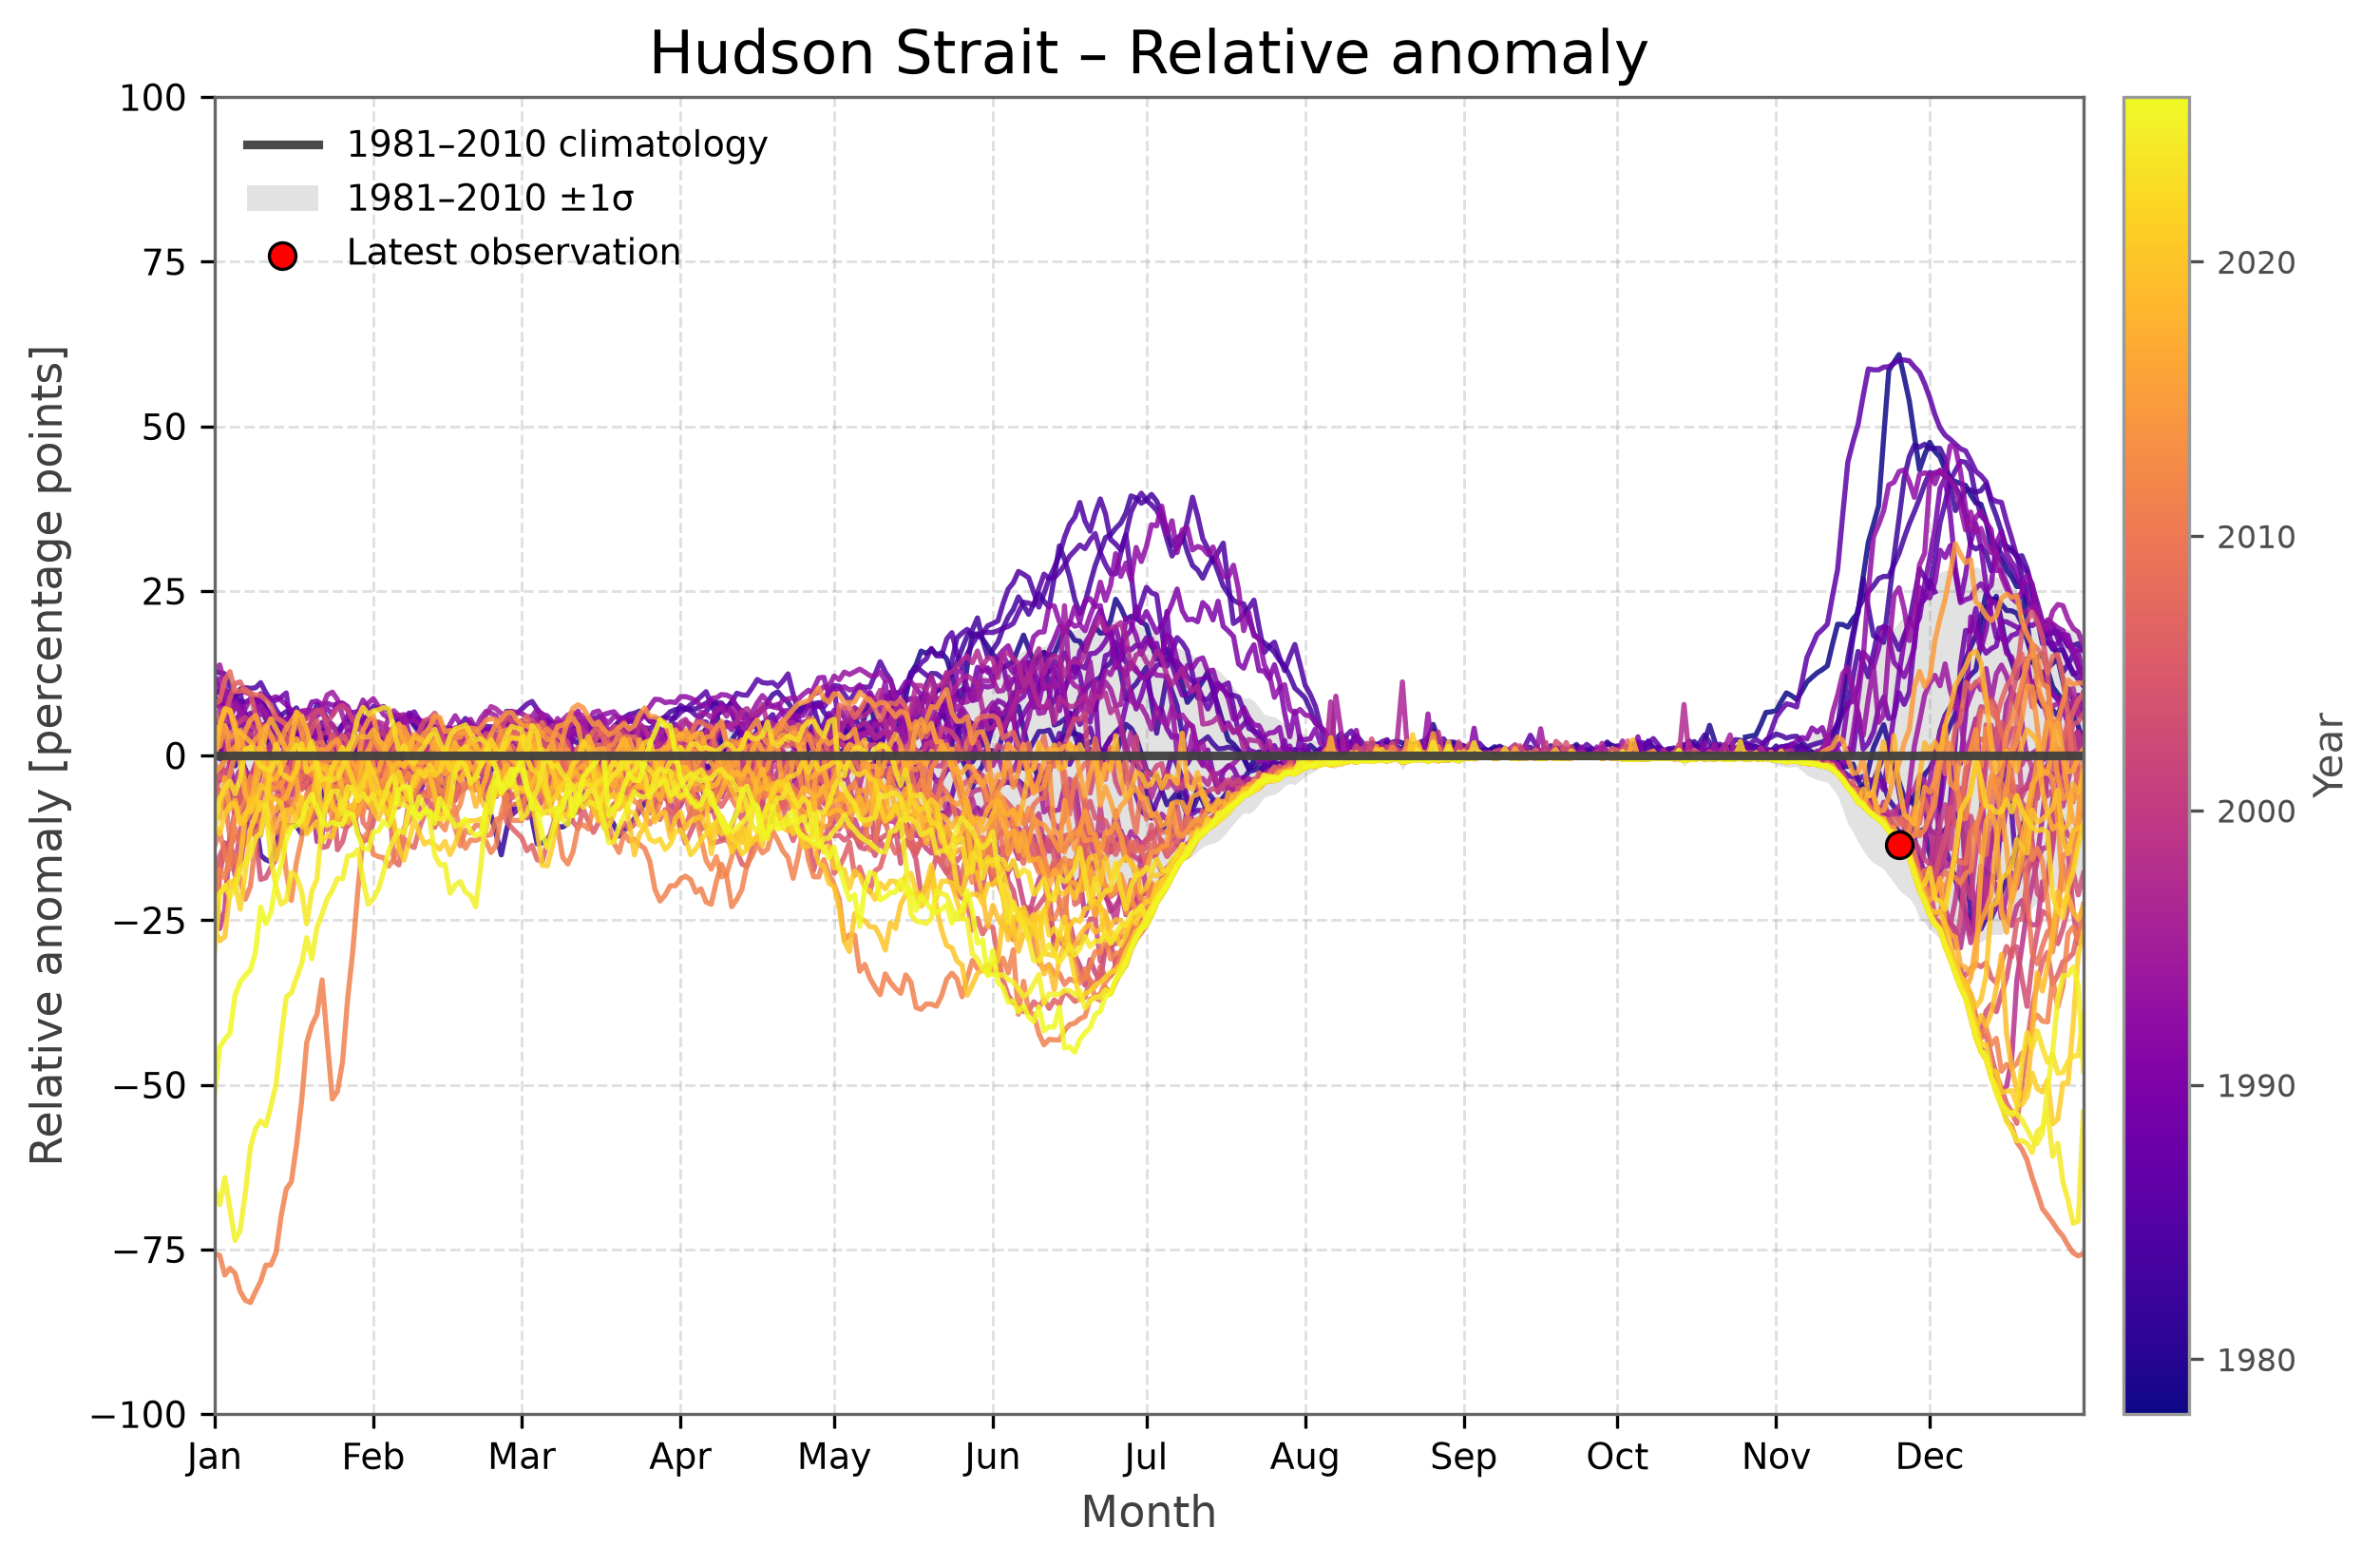 Hudson Strait – Relative anomaly
1981–2010 climatology
1981–2010 ±1σ
Latest observation
Relative anomaly [percentage points]
100
75
50
25
0
−25
−50
−75
−100
Jan Feb Mar Apr May Jun Jul Aug Sep Oct Nov Dec
Month
2020
2010
2000
1990
1980
Year